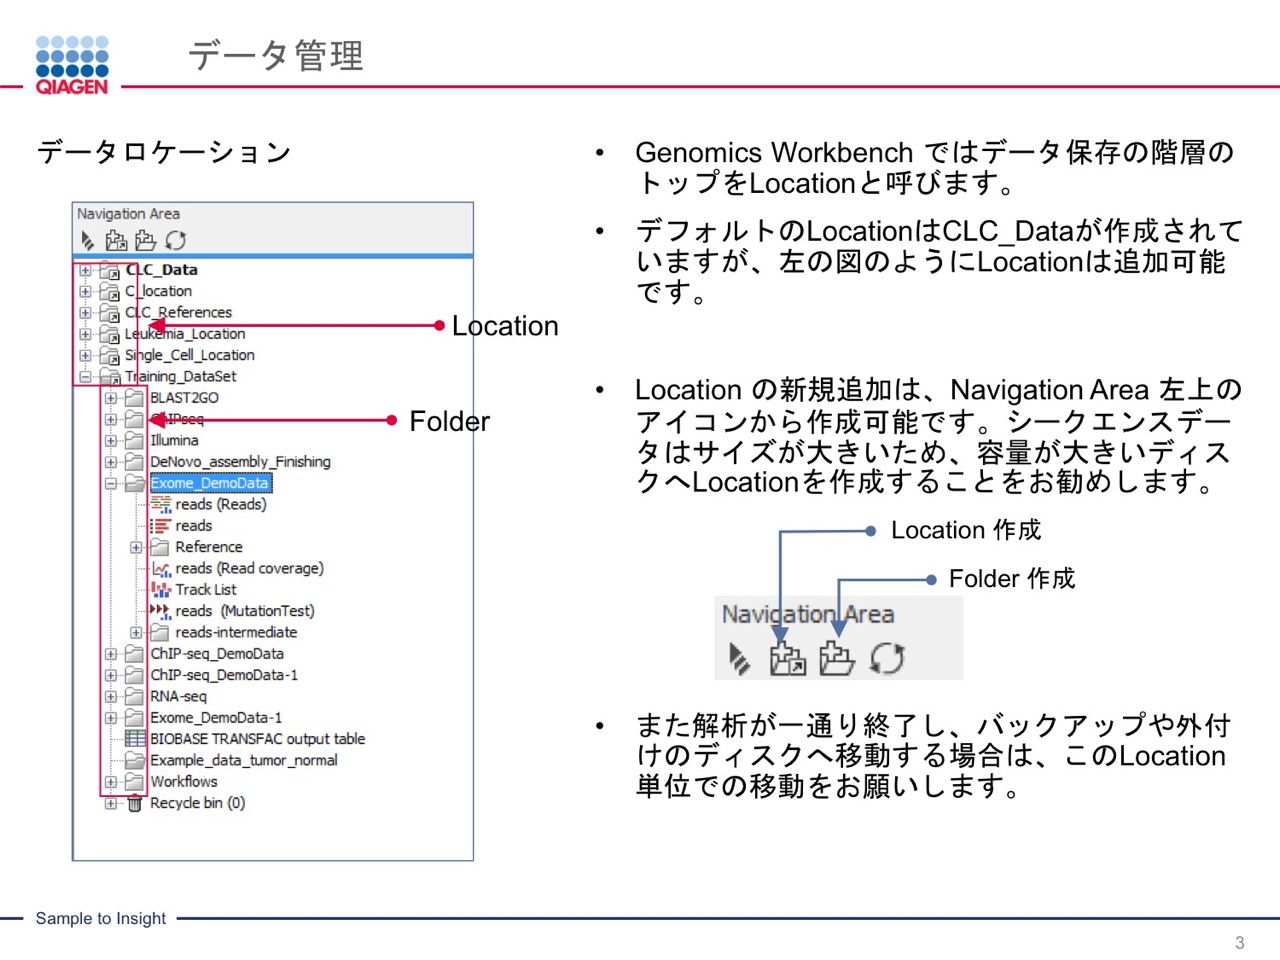 QIAGEN
データ管理
データロケーション
Navigation Area
CLC_Data
C_location
CLC_References
Leukemia_Location
Single_Cell_Location
Training_DataSet
BLAST2GO
ChIPseq
Illumina
DeNovo_assembly_Finishing
Exome_DemoData
reads (Reads)
reads
Reference
reads (Read coverage)
Track List
reads (MutationTest)
reads-intermediate
ChIP-seq_DemoData
ChIP-seq_DemoData-1
RNA-seq
Exome_DemoData-1
BIOBASE TRANSFAC output table
Example_data_tumor_normal
Workflows
Recycle bin (0)
Location
Folder
• Genomics Workbench ではデータ保存の階層の
トップをLocationと呼びます。
• デフォルトのLocationはCLC_Dataが作成されて
いますが、左の図のようにLocationは追加可能
です。
• Location の新規追加は、Navigation Area 左上の
アイコンから作成可能です。シークエンスデー
タはサイズが大きいため、容量が大きいディス
クへLocationを作成することをお勧めします。
Location 作成
Folder 作成
Navigation Area
• また解析が一通り終了し、バックアップや外付
けのディスクへ移動する場合は、このLocation
単位での移動をお願いします。
Sample to Insight
3